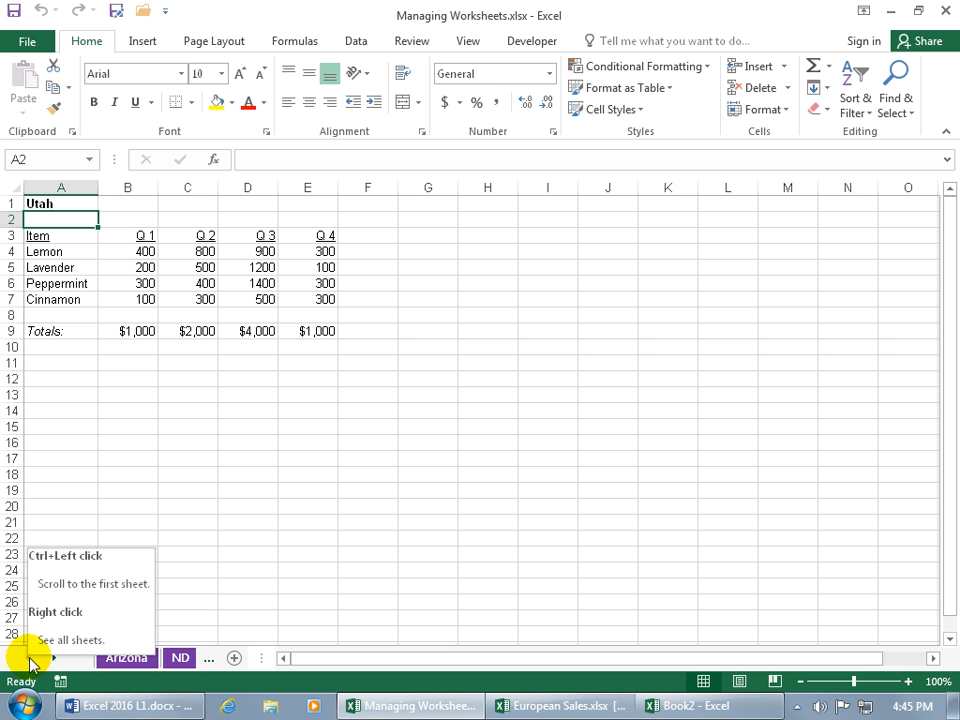 Managing Worksheets.xlsx - Excel
File Home Insert Page Layout Formulas Data Review View Developer Tell me what you want to do... Sign in Share
Paste
Arial 10
B I U A
General
$ % ,
Conditional Formatting
Format as Table
Cell Styles
Insert
Delete
Format
Sort & Filter
Find & Select
Clipboard Font Alignment Number Styles Cells Editing
A2 fx
A B C D E F G H I J K L M N O
1 Utah
2
3 Item Q 1 Q 2 Q 3 Q 4
4 Lemon 400 800 900 300
5 Lavender 200 500 1200 100
6 Peppermint 300 400 1400 300
7 Cinnamon 100 300 500 300
8
9 Totals: $1,000 $2,000 $4,000 $1,000
10
11
12
13
14
15
16
17
18
19
20
21
22
23
24
25
26
27
28
Ctrl+Left click
Scroll to the first sheet.
Right click
See all sheets.
Arizona ND ...
Ready 100%
Excel 2016 L1.docx - ... Managing Workshee... European Sales.xlsx [... Book2 - Excel 4:45 PM